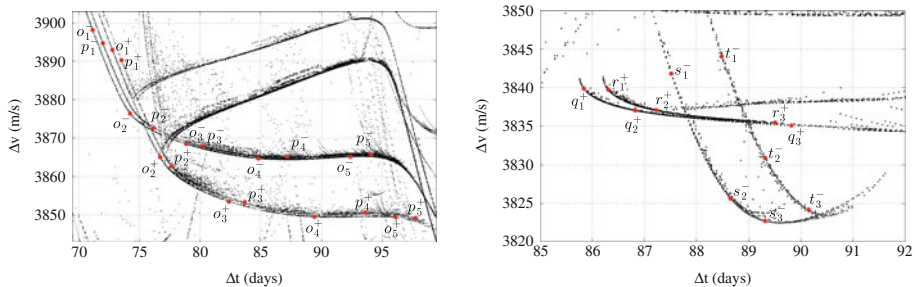 3900
3890
3880
3870
3860
3850
Δv (m/s)
70 75 80 85 90 95
Δt (days)
o₁⁻
p₁⁻
o₁⁺
p₁⁺
o₂⁻
p₂⁻
o₂⁺
p₂⁺
o₃⁻
p₃⁻
o₃⁺
p₃⁺
o₄⁻
p₄⁻
o₄⁺
p₄⁺
o₅⁻
p₅⁻
o₅⁺
p₅⁺
3850
3845
3840
3835
3830
3825
3820
Δv (m/s)
85 86 87 88 89 90 91 92
Δt (days)
q₁⁺
r₁⁺
q₂⁺
r₂⁺
r₃⁺
q₃⁺
s₁⁻
s₂⁻
s₃⁻
t₁⁻
t₂⁻
t₃⁻